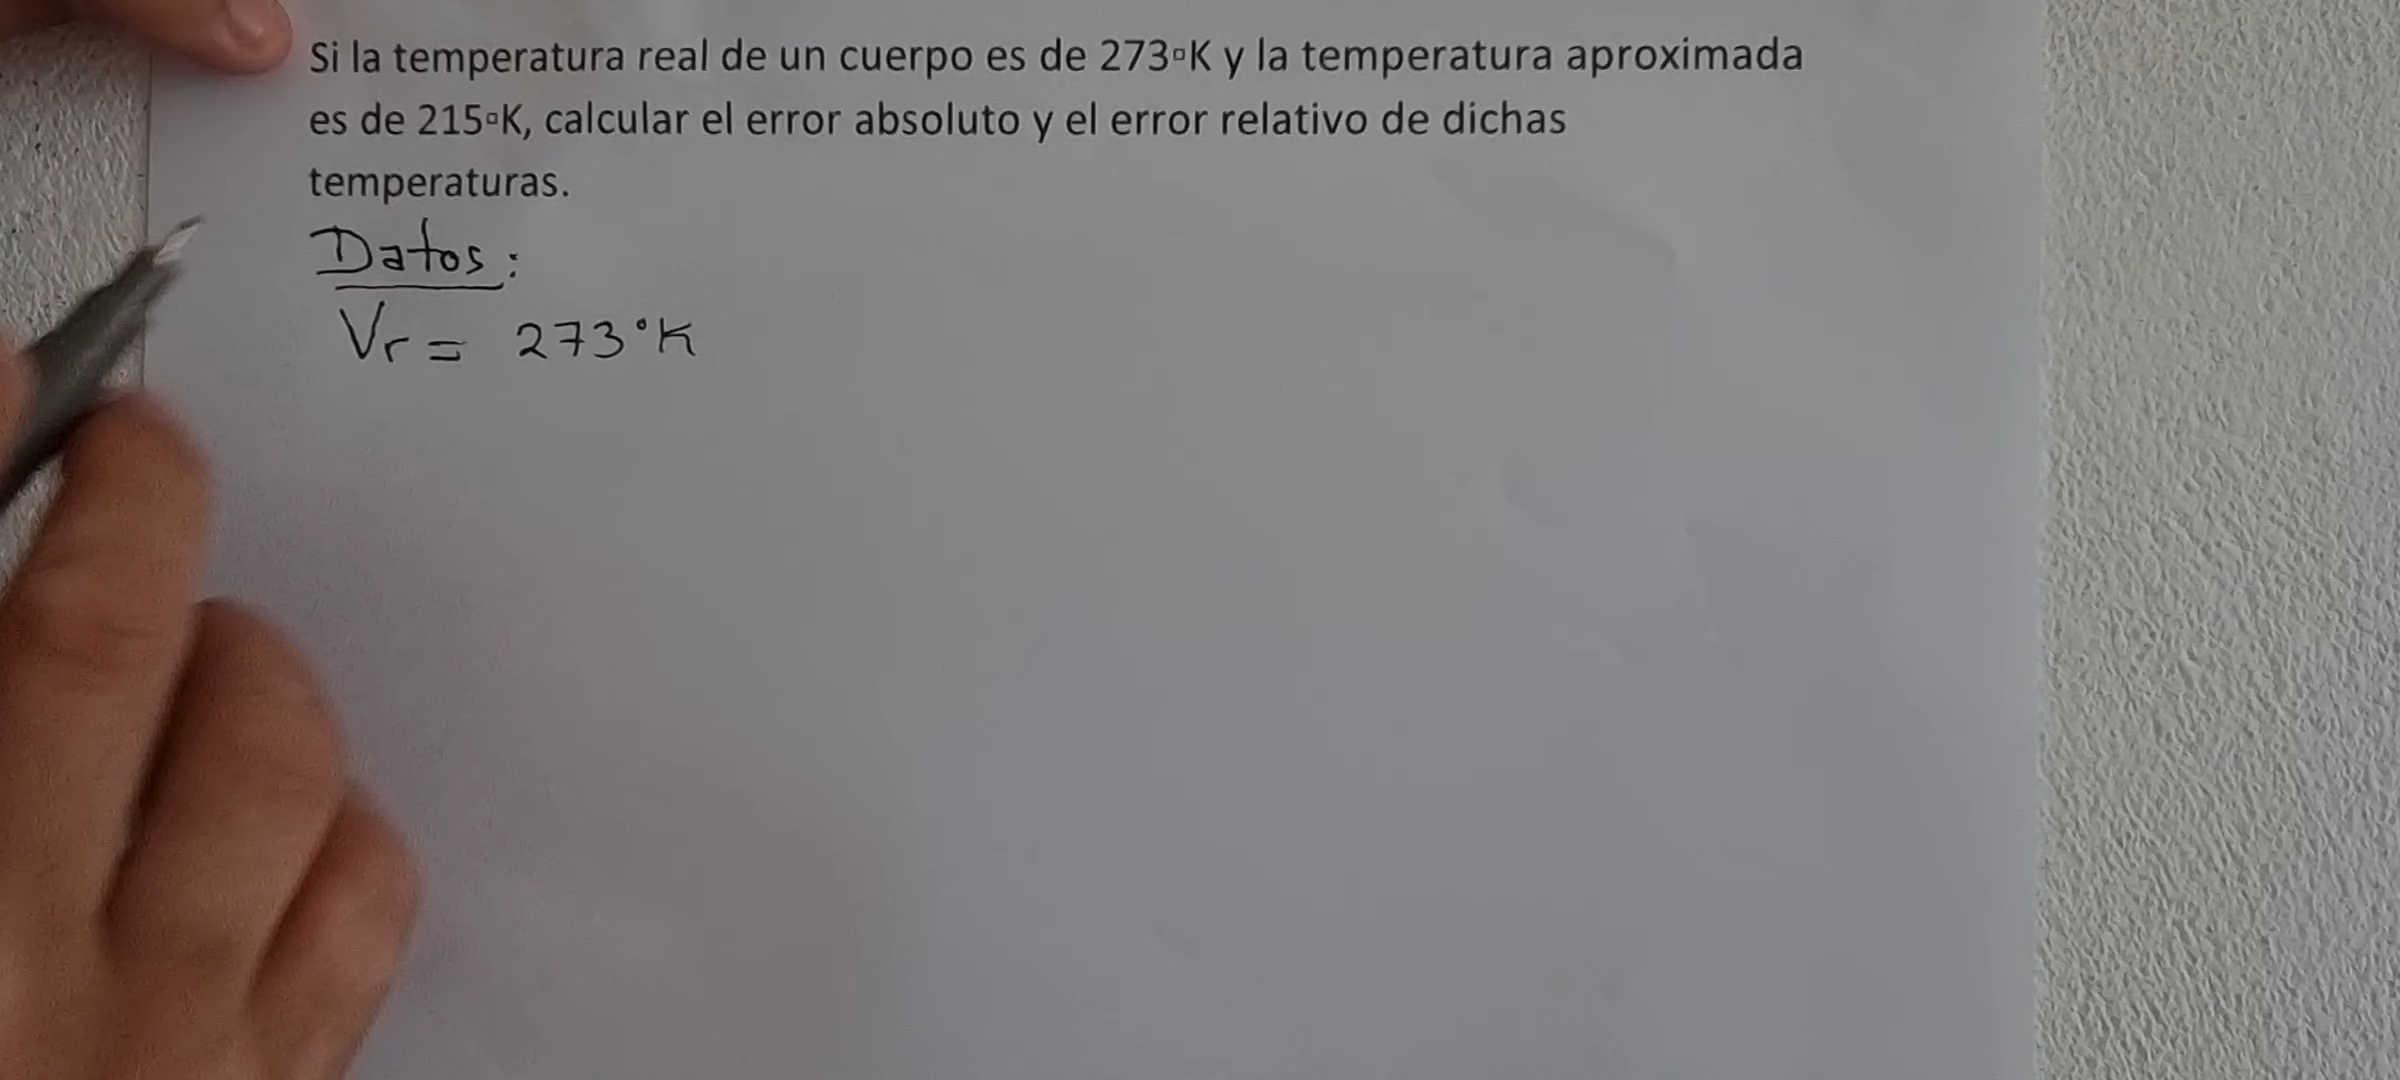 Si la temperatura real de un cuerpo es de 273▫K y la temperatura aproximada
es de 215▫K, calcular el error absoluto y el error relativo de dichas
temperaturas.
Datos:
Vr = 273°K